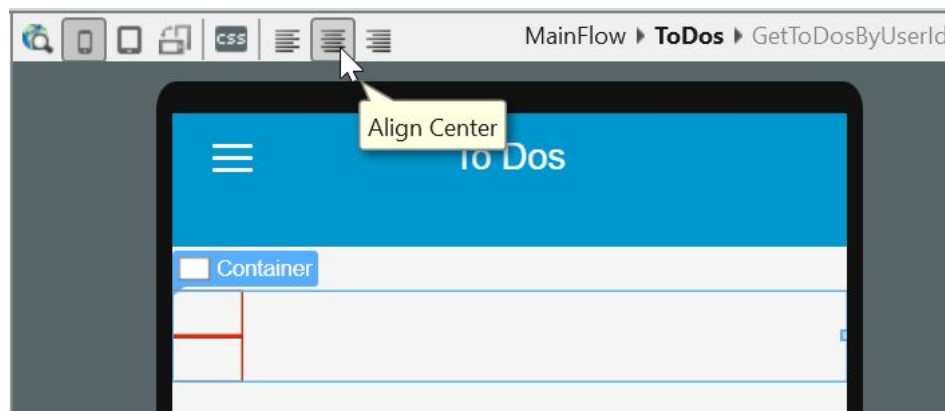 css
MainFlow ▸ ToDos ▸ GetToDosByUserId
Align Center
To Dos
Container